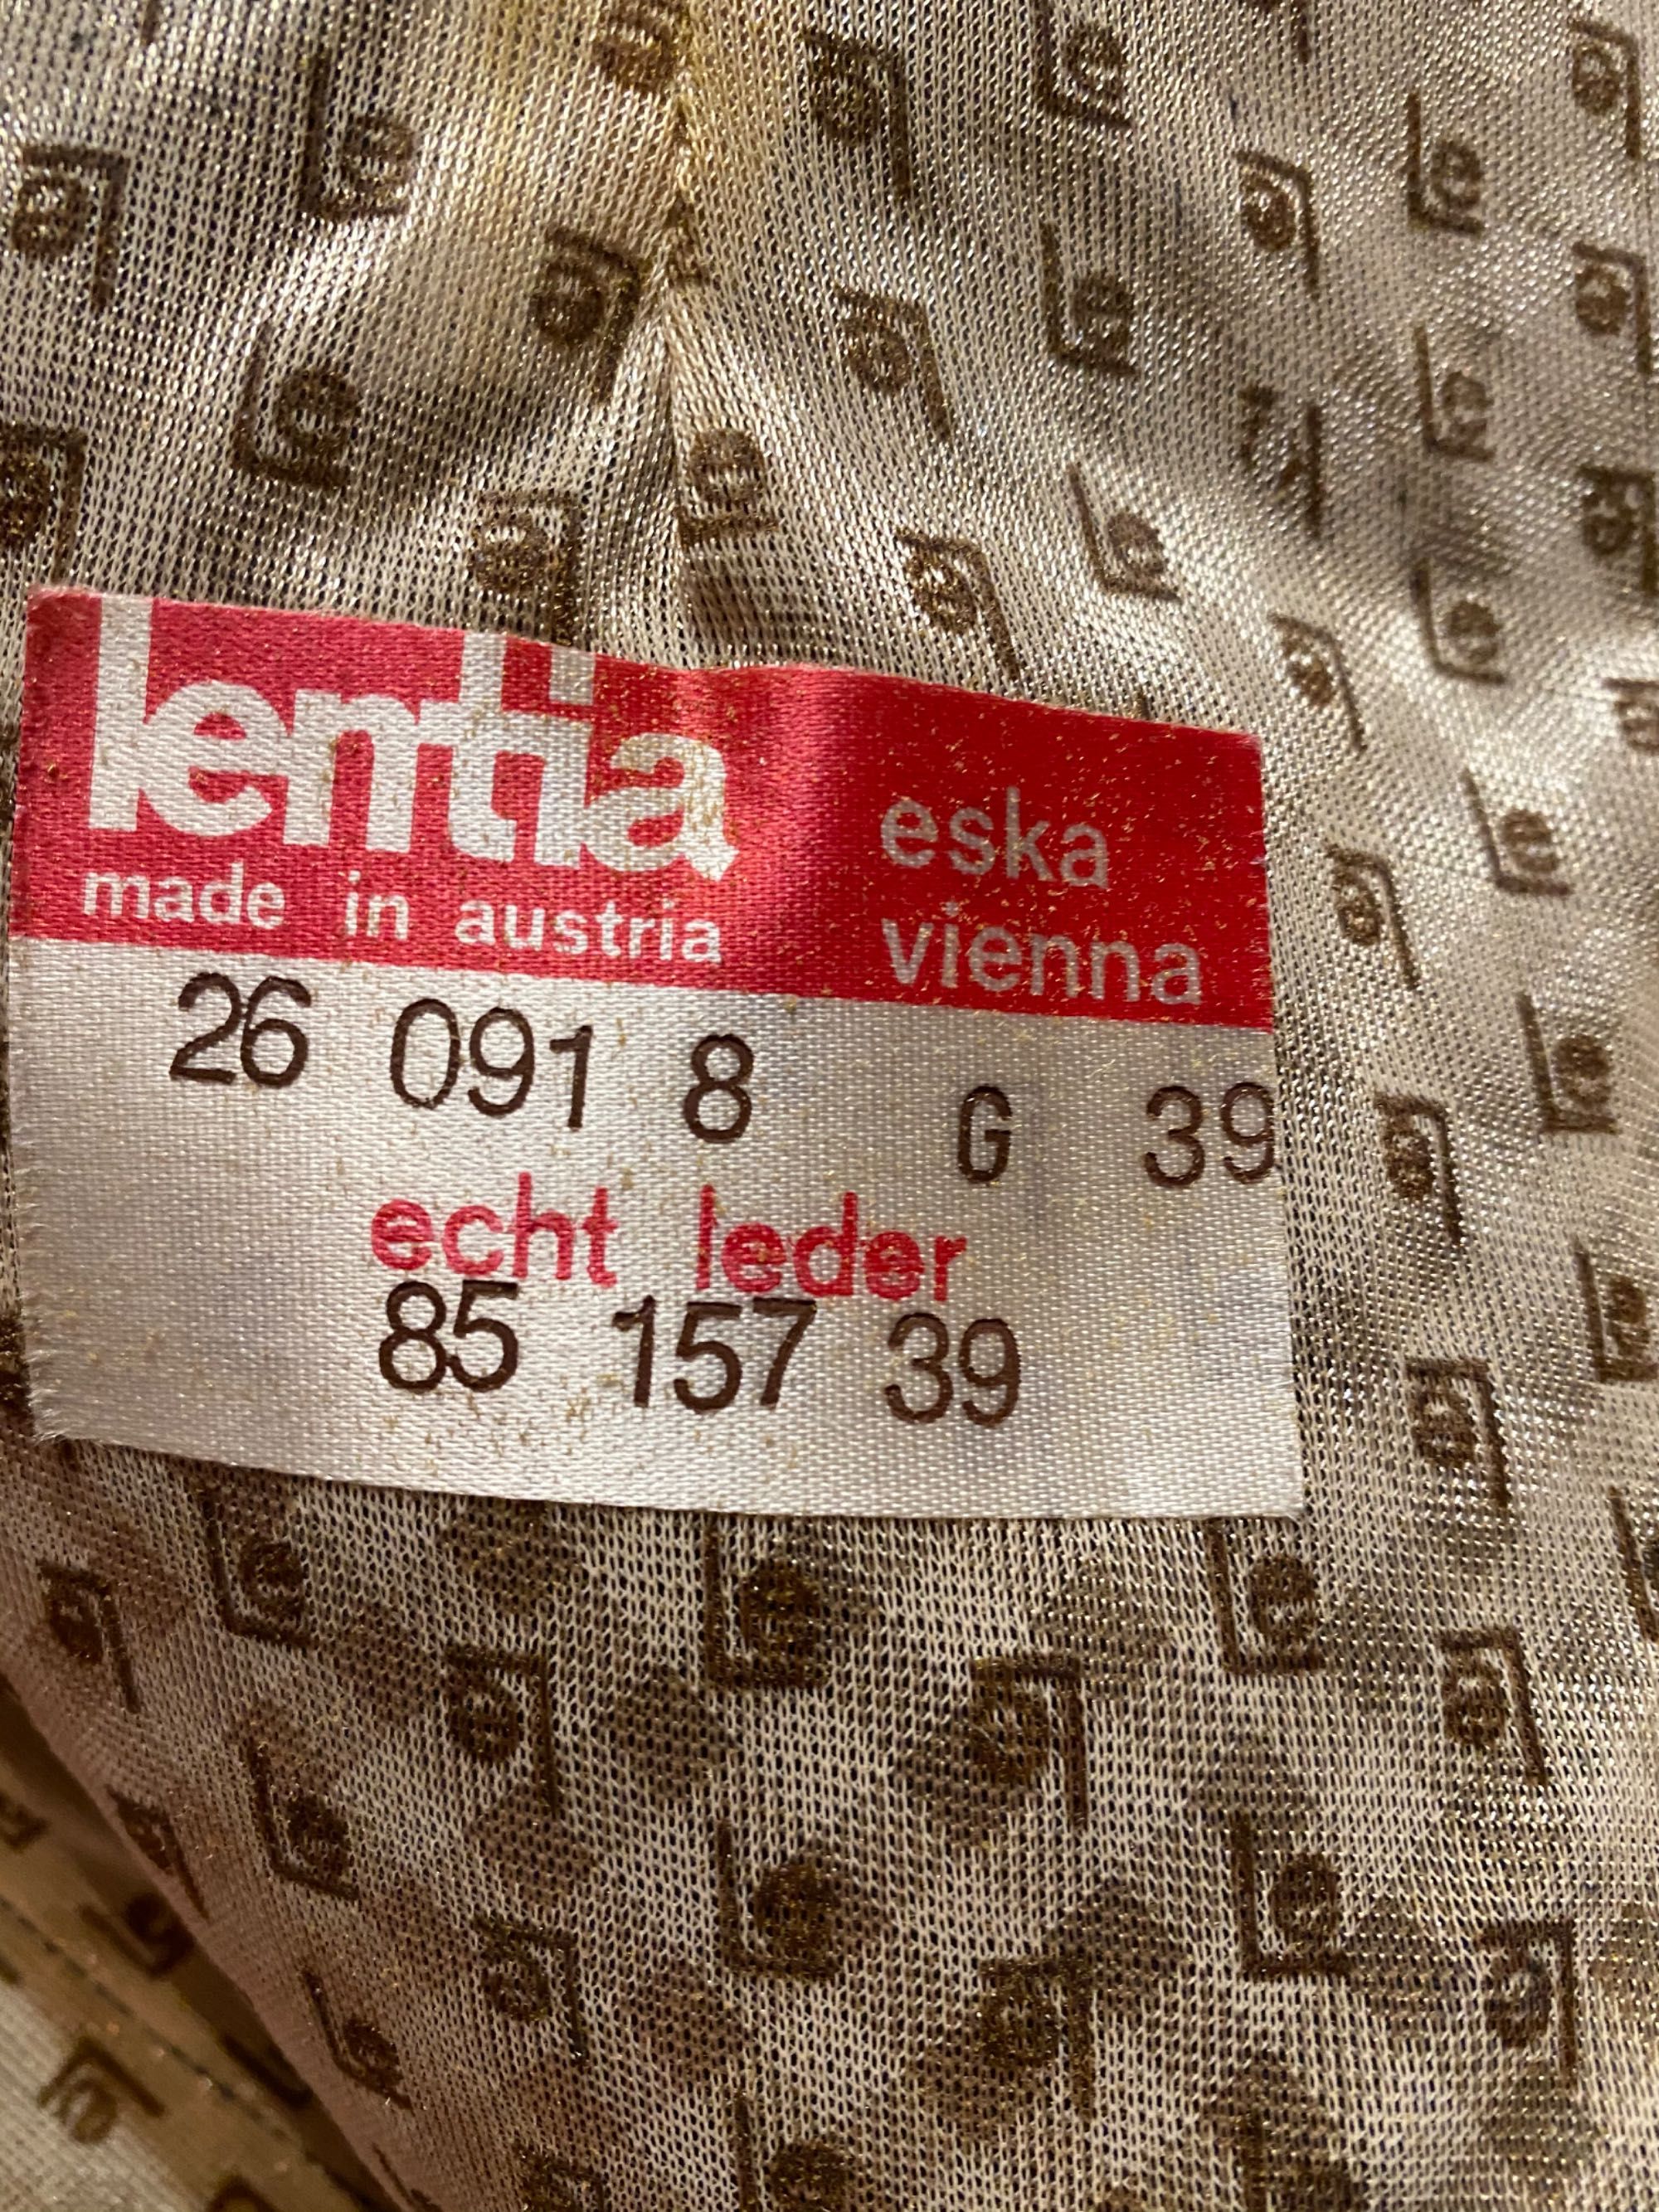 lentia eska
made in austria vienna
26 091 8 G 39
echt leder
85 157 39